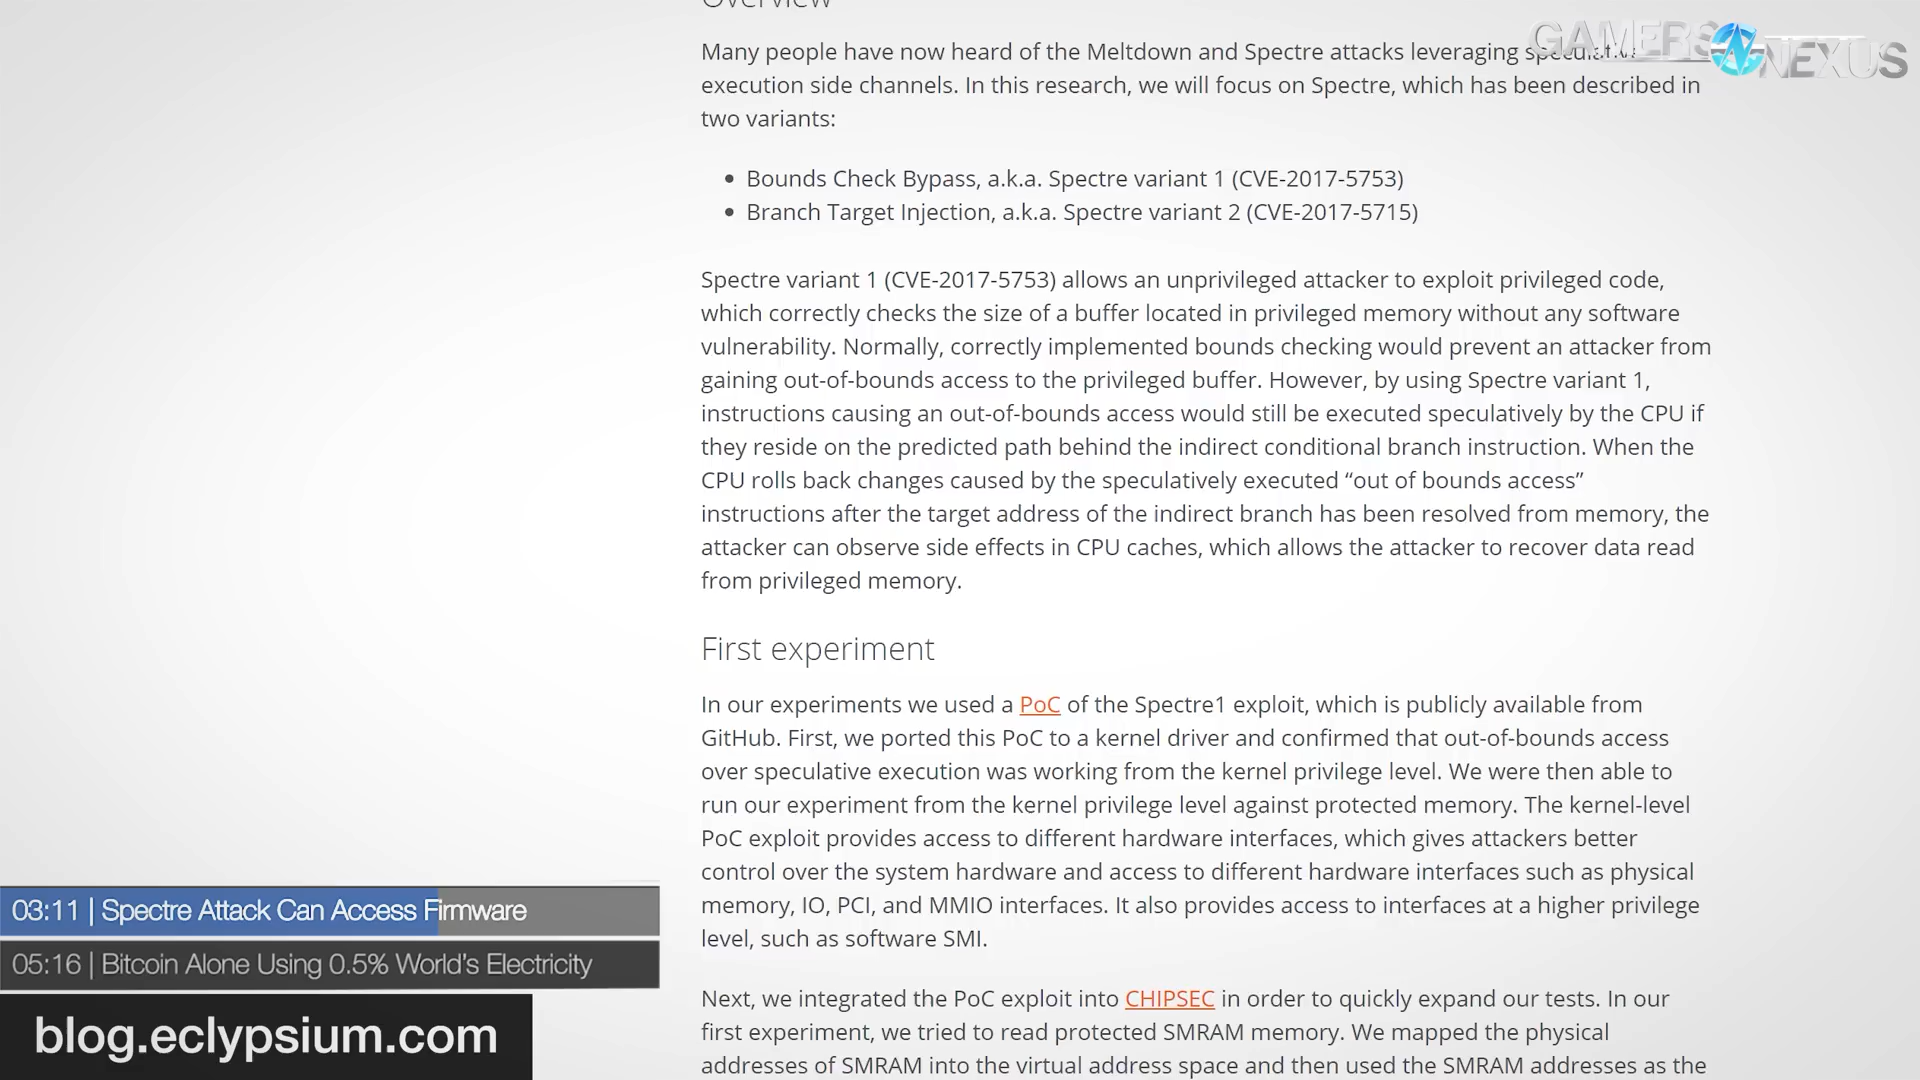 Overview
GAMERS NEXUS
Many people have now heard of the Meltdown and Spectre attacks leveraging speculative
execution side channels. In this research, we will focus on Spectre, which has been described in
two variants:
• Bounds Check Bypass, a.k.a. Spectre variant 1 (CVE-2017-5753)
• Branch Target Injection, a.k.a. Spectre variant 2 (CVE-2017-5715)
Spectre variant 1 (CVE-2017-5753) allows an unprivileged attacker to exploit privileged code,
which correctly checks the size of a buffer located in privileged memory without any software
vulnerability. Normally, correctly implemented bounds checking would prevent an attacker from
gaining out-of-bounds access to the privileged buffer. However, by using Spectre variant 1,
instructions causing an out-of-bounds access would still be executed speculatively by the CPU if
they reside on the predicted path behind the indirect conditional branch instruction. When the
CPU rolls back changes caused by the speculatively executed “out of bounds access”
instructions after the target address of the indirect branch has been resolved from memory, the
attacker can observe side effects in CPU caches, which allows the attacker to recover data read
from privileged memory.
First experiment
In our experiments we used a PoC of the Spectre1 exploit, which is publicly available from
GitHub. First, we ported this PoC to a kernel driver and confirmed that out-of-bounds access
over speculative execution was working from the kernel privilege level. We were then able to
run our experiment from the kernel privilege level against protected memory. The kernel-level
PoC exploit provides access to different hardware interfaces, which gives attackers better
control over the system hardware and access to different hardware interfaces such as physical
memory, IO, PCI, and MMIO interfaces. It also provides access to interfaces at a higher privilege
level, such as software SMI.
Next, we integrated the PoC exploit into CHIPSEC in order to quickly expand our tests. In our
first experiment, we tried to read protected SMRAM memory. We mapped the physical
addresses of SMRAM into the virtual address space and then used the SMRAM addresses as the
03:11 | Spectre Attack Can Access Firmware
05:16 | Bitcoin Alone Using 0.5% World's Electricity
blog.eclypsium.com